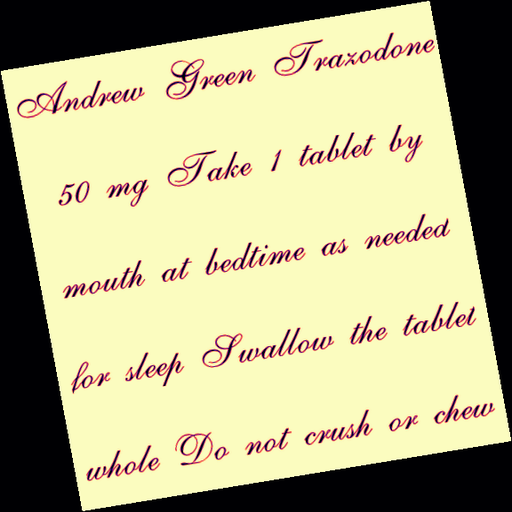 Andrew Green Trazodone
50 mg Take 1 tablet by
mouth at bedtime as needed
for sleep Swallow the tablet
whole Do not crush or chew